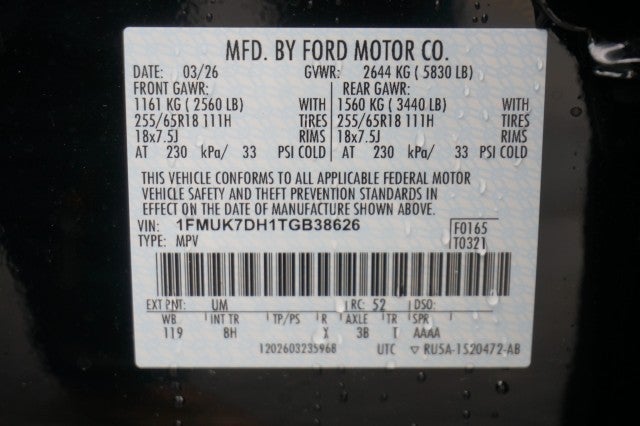 MFD. BY FORD MOTOR CO.
DATE: 03/26 GVWR: 2644 KG ( 5830 LB)
FRONT GAWR: REAR GAWR:
1161 KG ( 2560 LB) WITH 1560 KG ( 3440 LB) WITH
255/65R18 111H TIRES 255/65R18 111H TIRES
18x7.5J RIMS 18x7.5J RIMS
AT 230 kPa/ 33 PSI COLD AT 230 kPa/ 33 PSI COLD
THIS VEHICLE CONFORMS TO ALL APPLICABLE FEDERAL MOTOR
VEHICLE SAFETY AND THEFT PREVENTION STANDARDS IN
EFFECT ON THE DATE OF MANUFACTURE SHOWN ABOVE.
VIN: 1FMUK7DH1TGB38626 F0165
TYPE: MPV T0321
EXT PNT: UM RC: 52 DSO:
WB INT TR TP/PS R AXLE TR SPR
119 BH X 3B T AAAA
1202603235968 UTC ▽ RU5A-1520472-AB